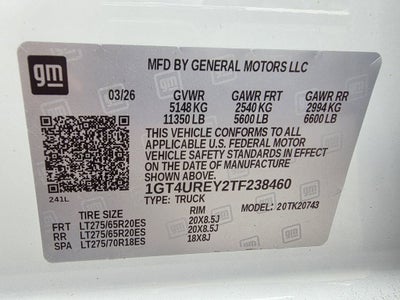 gm
MFD BY GENERAL MOTORS LLC
03/26 GVWR GAWR FRT GAWR RR
5148 KG 2540 KG 2994 KG
11350 LB 5600 LB 6600 LB
THIS VEHICLE CONFORMS TO ALL
APPLICABLE U.S. FEDERAL MOTOR
VEHICLE SAFETY STANDARDS IN EFFECT ON
THE DATE OF MANUFACTURE SHOWN ABOVE.
1GT4UREY2TF238460
TYPE: TRUCK
241L MODEL: 20TK20743
TIRE SIZE RIM
FRT LT275/65R20ES 20X8.5J
RR LT275/65R20ES 20X8.5J
SPA LT275/70R18ES 18X8J